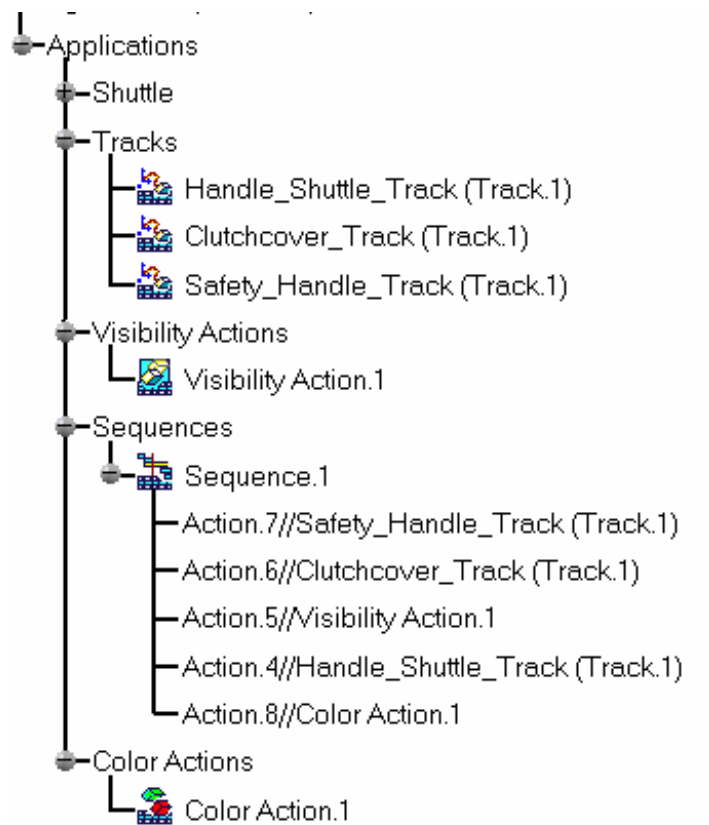 Applications
Shuttle
Tracks
Handle_Shuttle_Track (Track.1)
Clutchcover_Track (Track.1)
Safety_Handle_Track (Track.1)
Visibility Actions
Visibility Action.1
Sequences
Sequence.1
Action.7//Safety_Handle_Track (Track.1)
Action.6//Clutchcover_Track (Track.1)
Action.5//Visibility Action.1
Action.4//Handle_Shuttle_Track (Track.1)
Action.8//Color Action.1
Color Actions
Color Action.1